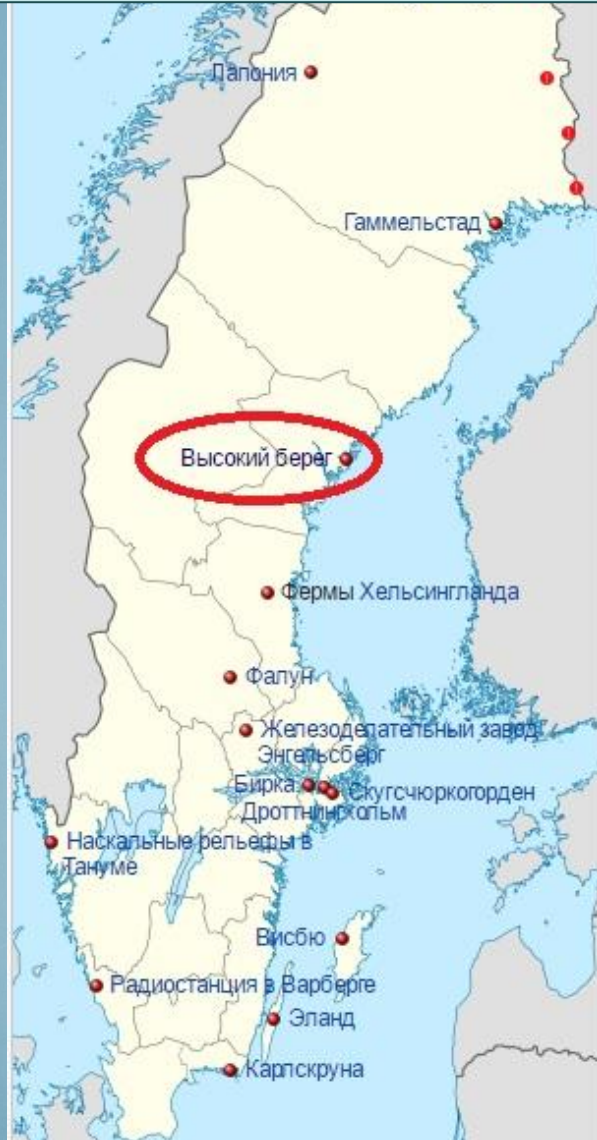 Лапония
Гаммельстад
Высокий берег
Фермы Хельсингланда
Фалун
Железоделательный завод
Энгельсберг
Бирка
Скугсчюркогорден
Дроттнингхольм
Наскальные рельефы в
Тануме
Висбю
Радиостанция в Варберге
Эланд
Карлскруна